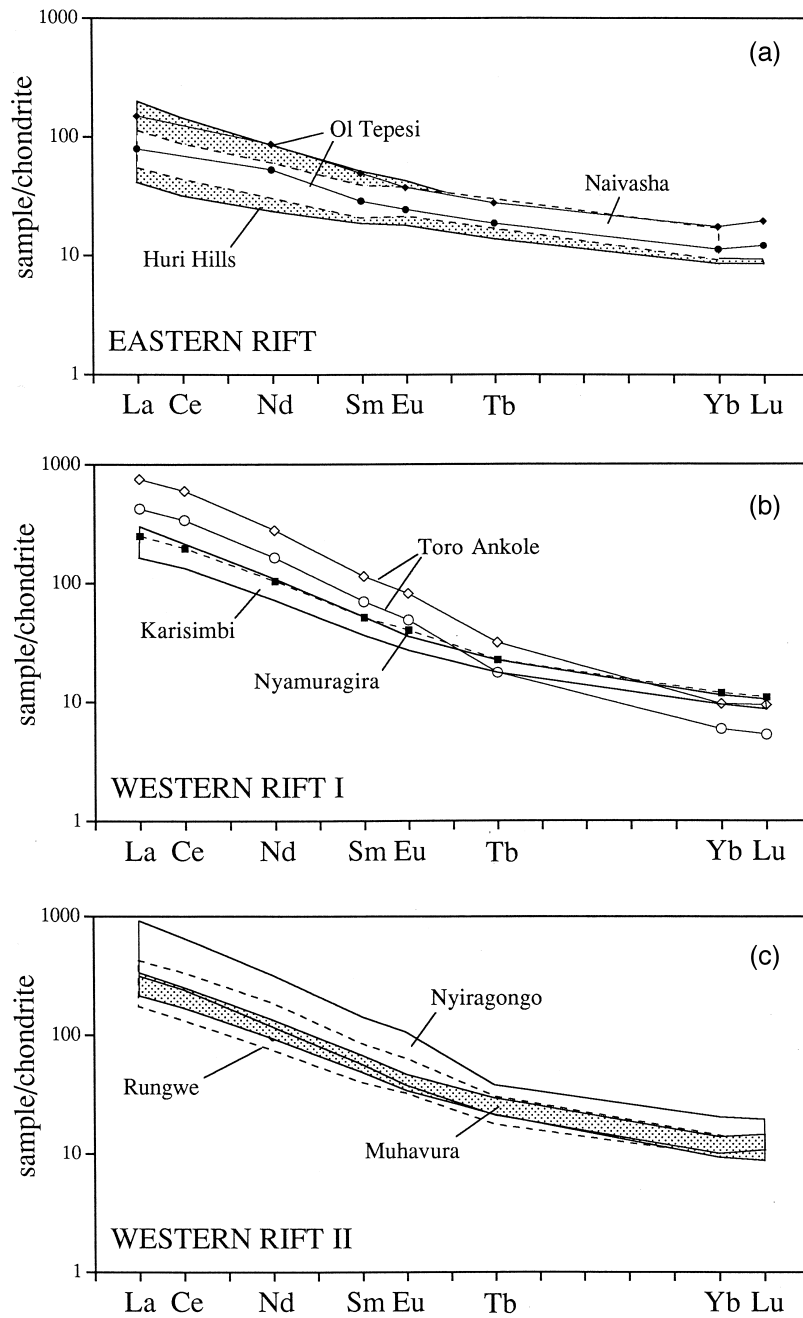 1000
(a)
Ol Tepesi
100
Naivasha
sample/chondrite
Huri Hills
10
EASTERN RIFT
1
La Ce Nd Sm Eu Tb Yb Lu
1000
(b)
Toro Ankole
100
Karisimbi
sample/chondrite
Nyamuragira
10
WESTERN RIFT I
1
La Ce Nd Sm Eu Tb Yb Lu
1000
(c)
Nyiragongo
100
Rungwe
sample/chondrite
Muhavura
10
WESTERN RIFT II
1
La Ce Nd Sm Eu Tb Yb Lu